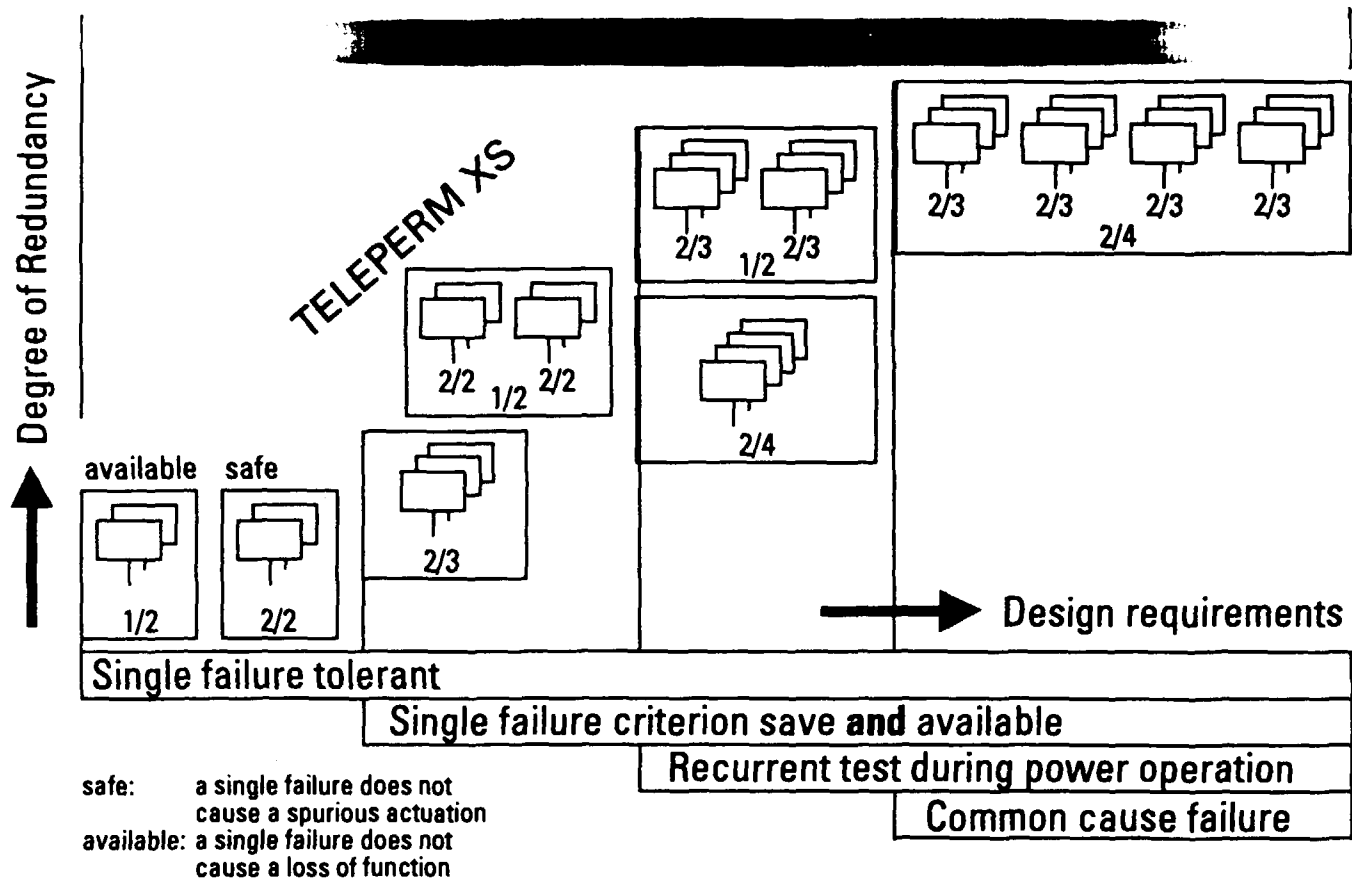 Degree of Redundancy
TELEPERM XS
2/3
2/3
2/3
2/3
2/4
2/3
2/3
1/2
2/2
2/2
1/2
2/4
available
safe
1/2
2/2
2/3
Design requirements
Single failure tolerant
Single failure criterion save and available
Recurrent test during power operation
Common cause failure
safe: a single failure does not
cause a spurious actuation
available: a single failure does not
cause a loss of function